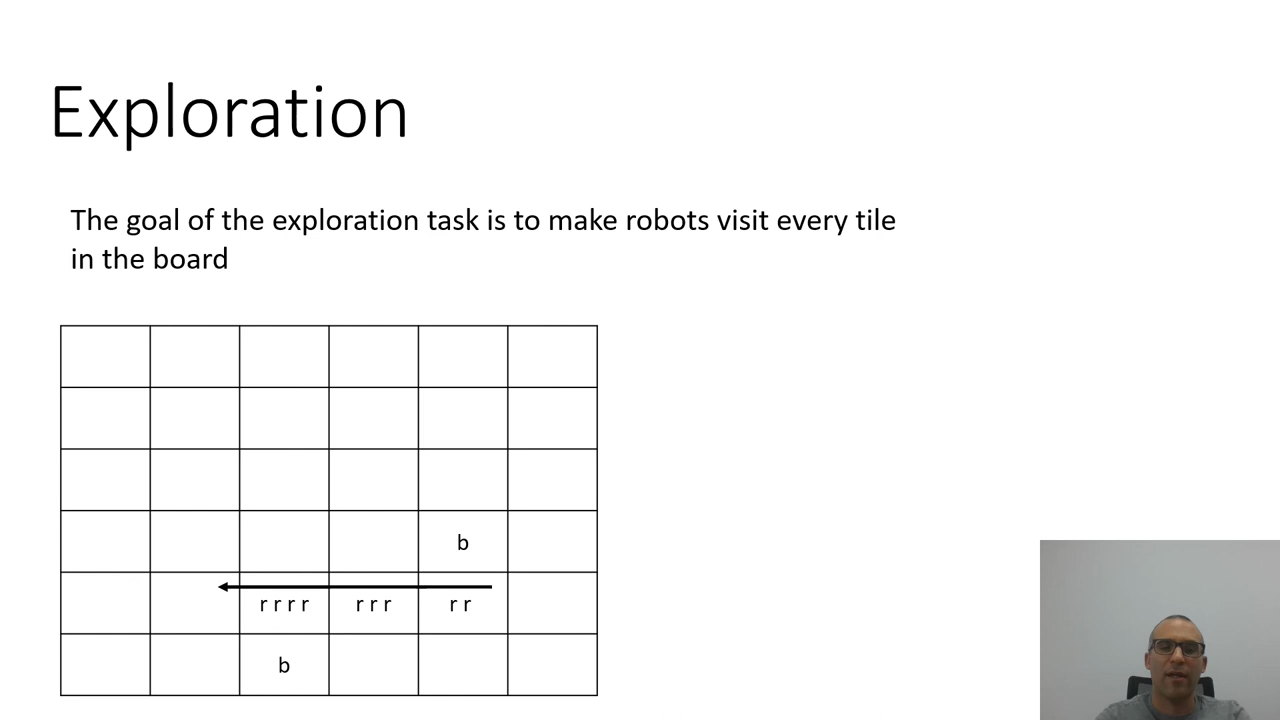 Exploration
The goal of the exploration task is to make robots visit every tile
in the board
b
r r r r r r r r r
b